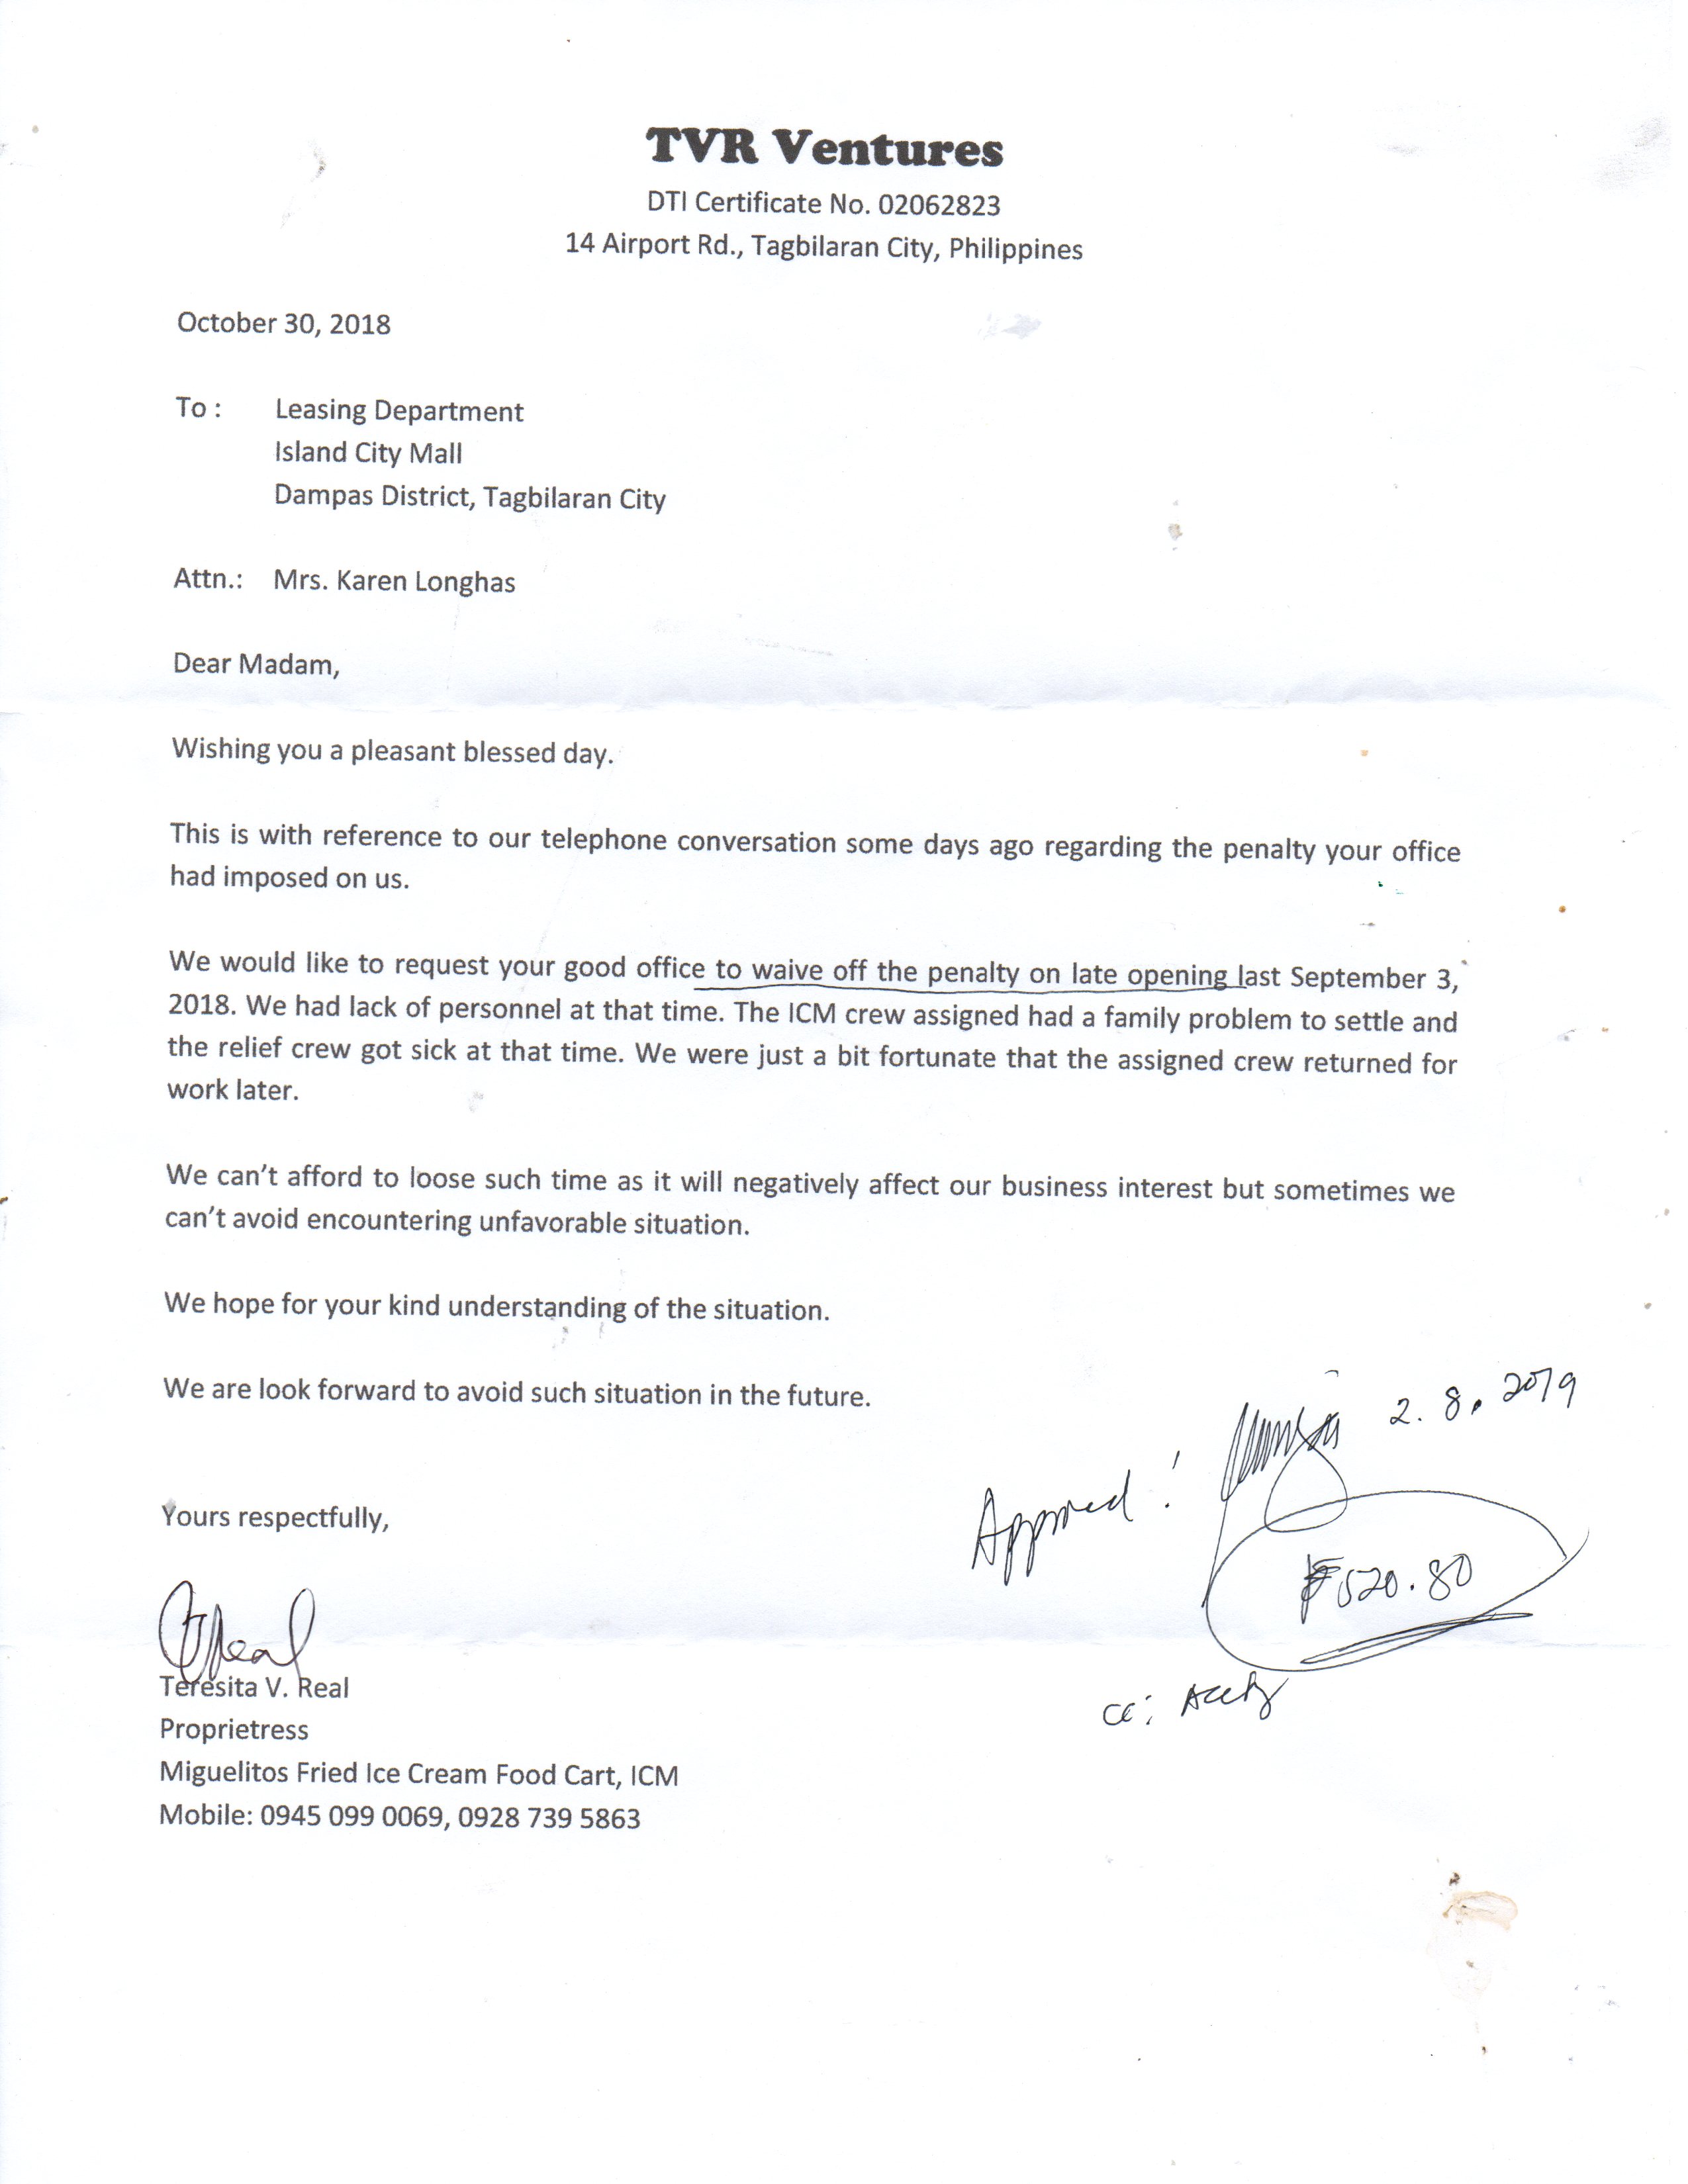 TVR Ventures
DTI Certificate No. 02062823
14 Airport Rd., Tagbilaran City, Philippines
October 30, 2018
To : Leasing Department
Island City Mall
Dampas District, Tagbilaran City
Attn.: Mrs. Karen Longhas
Dear Madam,
Wishing you a pleasant blessed day.
This is with reference to our telephone conversation some days ago regarding the penalty your office
had imposed on us.
We would like to request your good office to waive off the penalty on late opening last September 3,
2018. We had lack of personnel at that time. The ICM crew assigned had a family problem to settle and
the relief crew got sick at that time. We were just a bit fortunate that the assigned crew returned for
work later.
We can't afford to loose such time as it will negatively affect our business interest but sometimes we
can't avoid encountering unfavorable situation.
We hope for your kind understanding of the situation.
We are look forward to avoid such situation in the future.
2. 8. 2019
Approved !
₱520.80
Yours respectfully,
Teresita V. Real
cc:
Proprietress
Miguelitos Fried Ice Cream Food Cart, ICM
Mobile: 0945 099 0069, 0928 739 5863